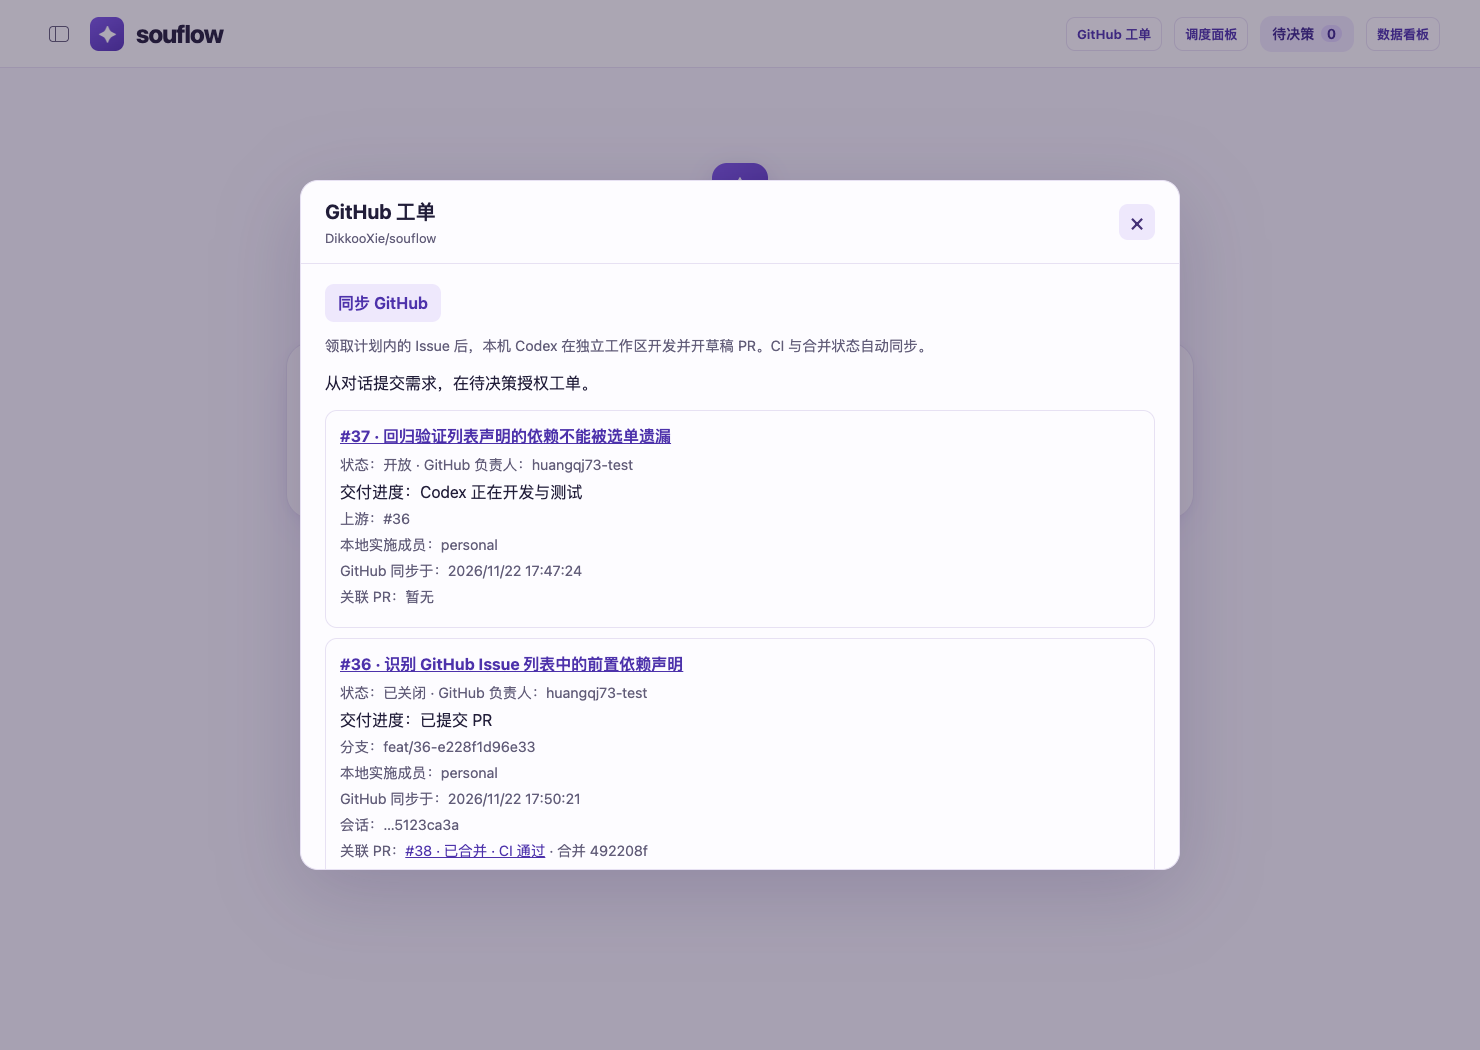 souflow
GitHub 工单
调度面板
待决策 0
数据看板
GitHub 工单
DikkooXie/souflow
×
同步 GitHub
领取计划内的 Issue 后，本机 Codex 在独立工作区开发并开草稿 PR。CI 与合并状态自动同步。
从对话提交需求，在待决策授权工单。
#37 · 回归验证列表声明的依赖不能被选单遗漏
状态：开放 · GitHub 负责人：huangqj73-test
交付进度：Codex 正在开发与测试
上游：#36
本地实施成员：personal
GitHub 同步于：2026/11/22 17:47:24
关联 PR：暂无
#36 · 识别 GitHub Issue 列表中的前置依赖声明
状态：已关闭 · GitHub 负责人：huangqj73-test
交付进度：已提交 PR
分支：feat/36-e228f1d96e33
本地实施成员：personal
GitHub 同步于：2026/11/22 17:50:21
会话：…5123ca3a
关联 PR：#38 · 已合并 · CI 通过 · 合并 492208f